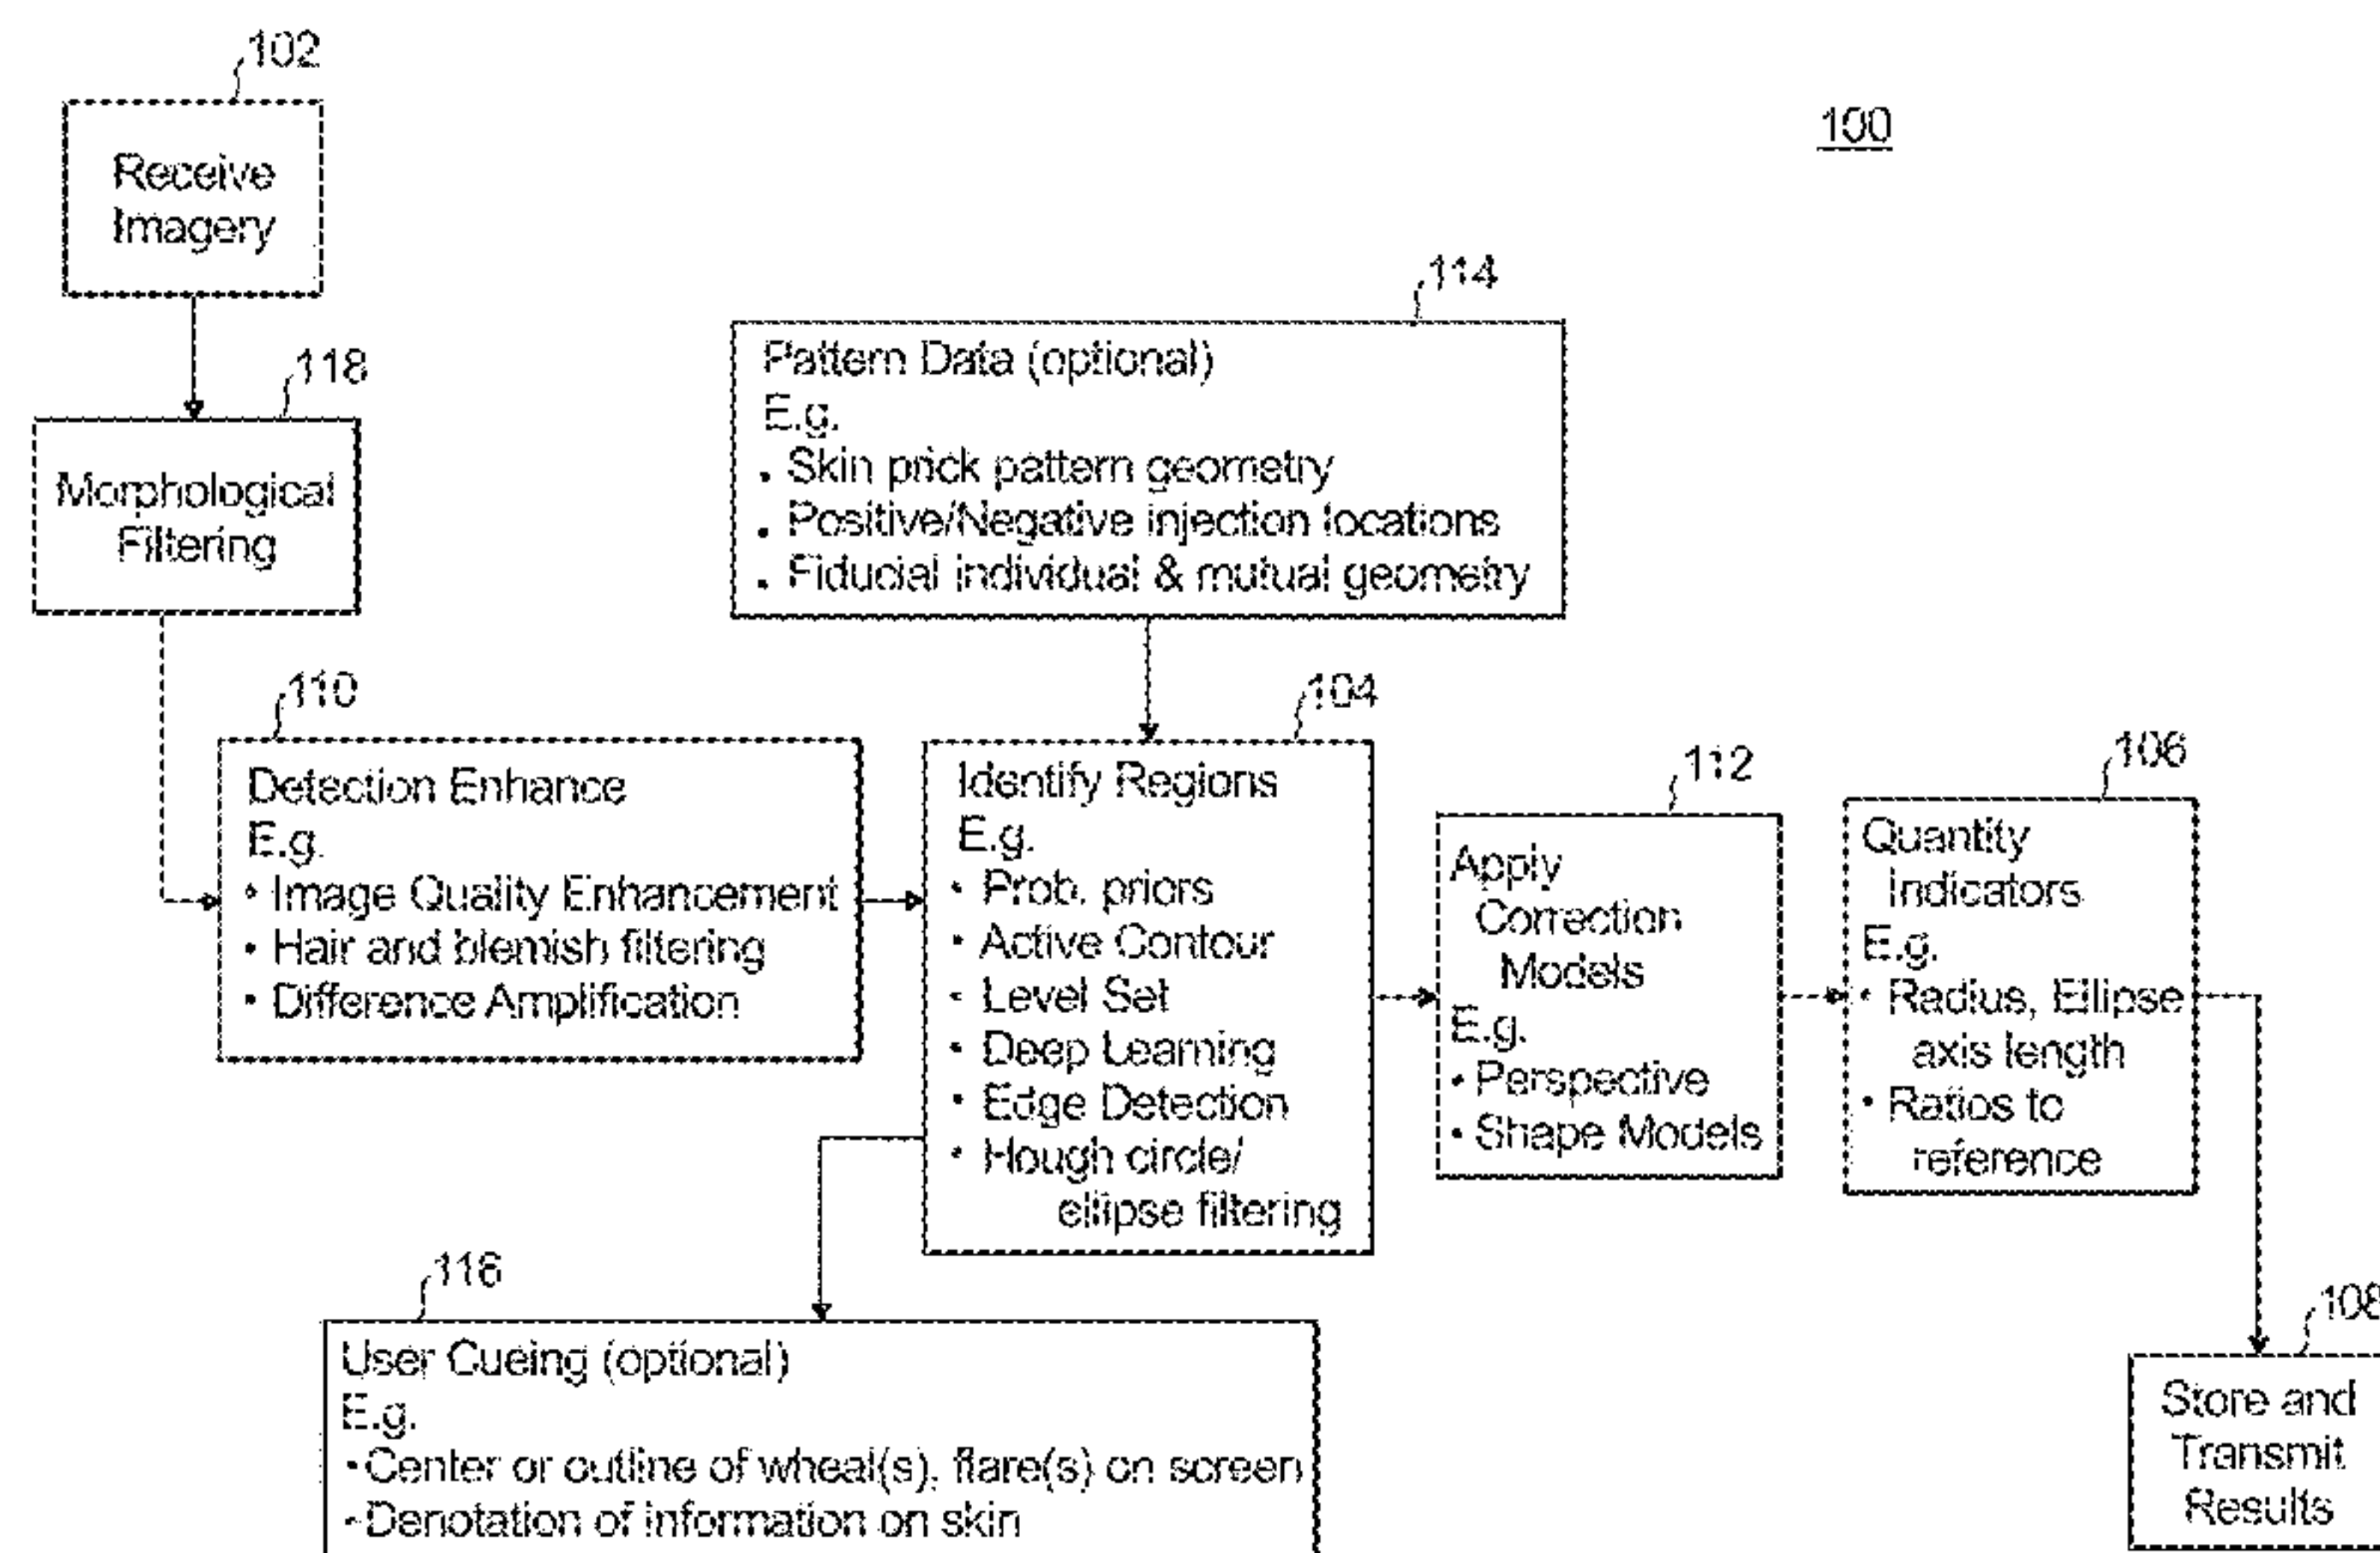 102
100
Receive
Imagery
114
118
Pattern Data (optional)
E.g.
. Skin prick pattern geometry
. Positive/Negative injection locations
. Fiducial individual & mutual geometry
Morphological
Filtering
110
104
Detection Enhance
E.g.
• Image Quality Enhancement
• Hair and blemish filtering
• Difference Amplification
Identify Regions
E.g.
• Prob. priors
• Active Contour
• Level Set
• Deep Learning
• Edge Detection
• Hough circle/
ellipse filtering
112
Apply
Correction
Models
E.g.
• Perspective
• Shape Models
106
Quantity
Indicators
E.g.
• Radius, Ellipse
axis length
• Ratios to
reference
116
User Cueing (optional)
E.g.
• Center or outline of wheal(s), flare(s) on screen
• Denotation of information on skin
108
Store and
Transmit
Results